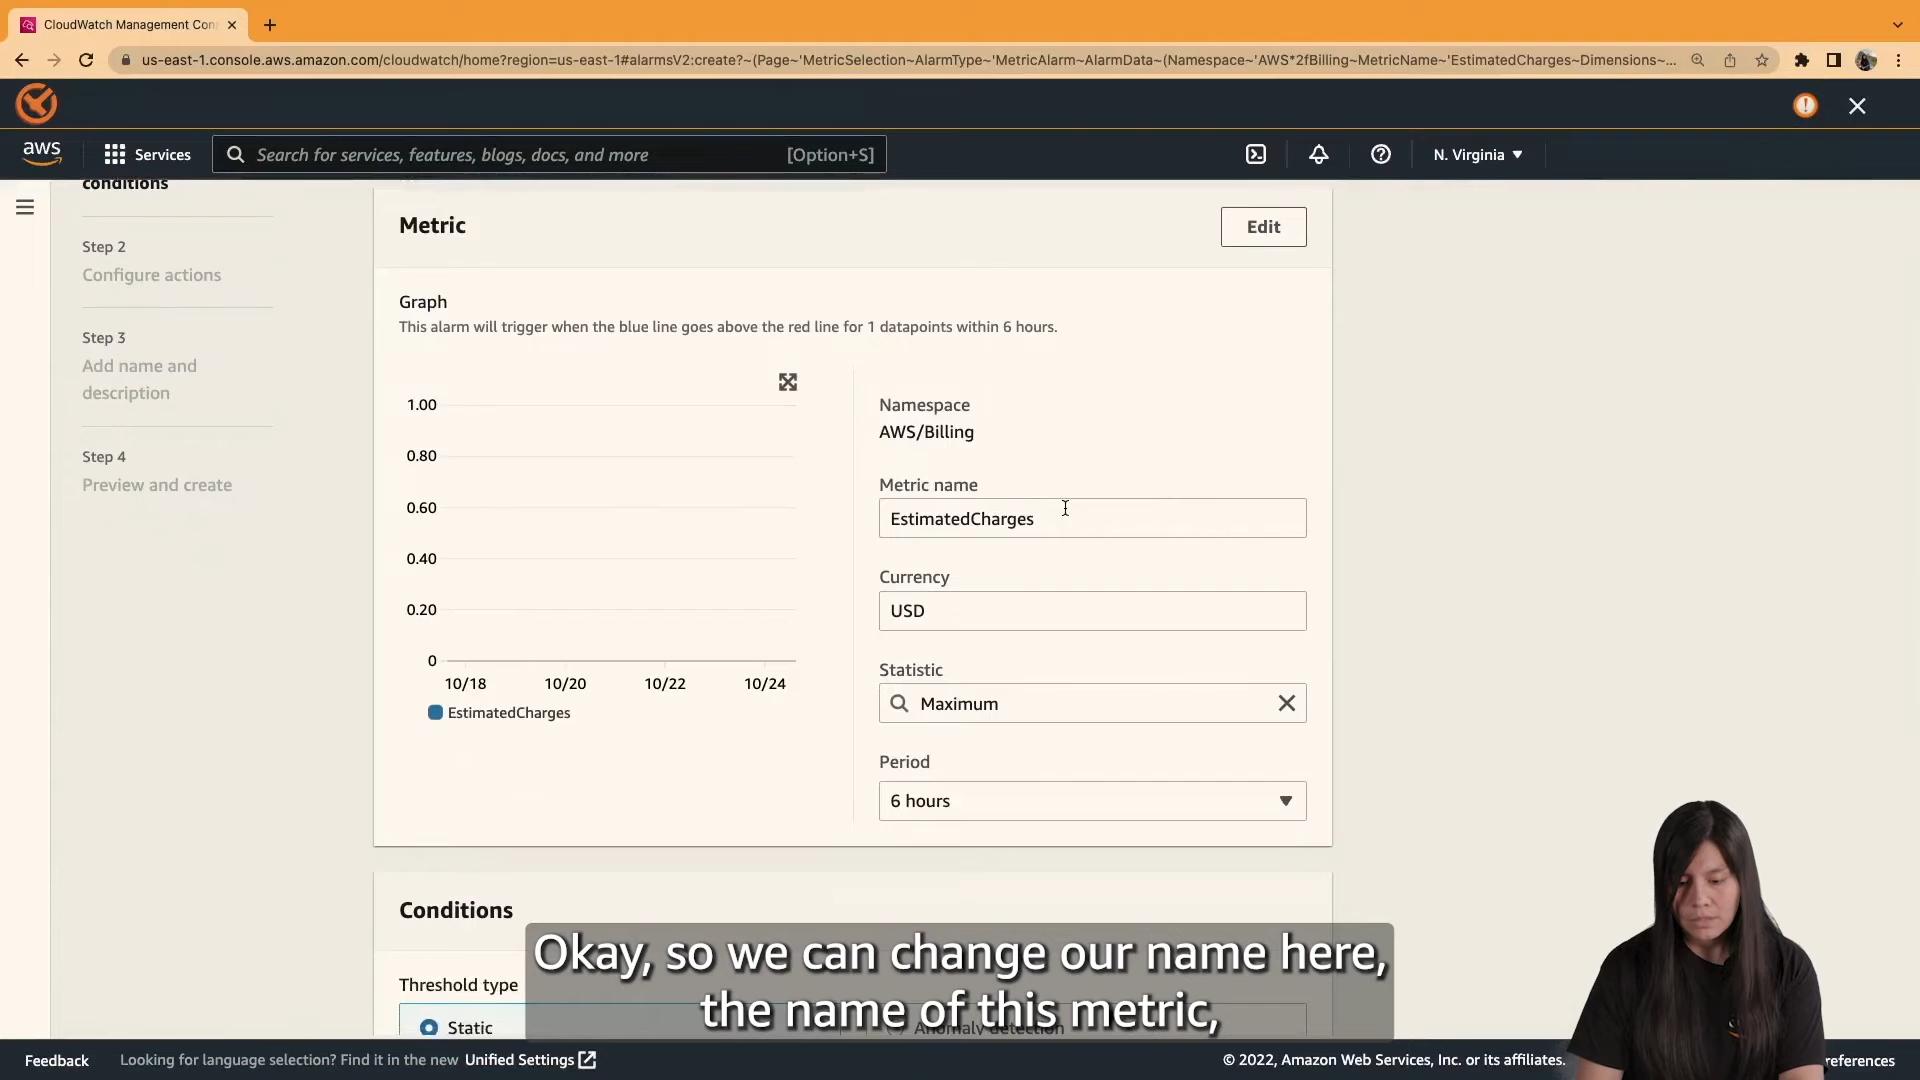 CloudWatch Management Con
us-east-1.console.aws.amazon.com/cloudwatch/home?region=us-east-1#alarmsV2:create?~(Page~'MetricSelection~AlarmType~'MetricAlarm~AlarmData~(Namespace~'AWS*2fBilling~MetricName~'EstimatedCharges~Dimensions~...
aws
Services
Search for services, features, blogs, docs, and more
[Option+S]
N. Virginia
conditions
Step 2
Configure actions
Step 3
Add name and
description
Step 4
Preview and create
Metric
Edit
Graph
This alarm will trigger when the blue line goes above the red line for 1 datapoints within 6 hours.
1.00
0.80
0.60
0.40
0.20
0
10/18 10/20 10/22 10/24
EstimatedCharges
Namespace
AWS/Billing
Metric name
EstimatedCharges
Currency
USD
Statistic
Maximum
Period
6 hours
Conditions
Threshold type
Static
Anomaly detection
Okay, so we can change our name here,
the name of this metric,
Feedback
Looking for language selection? Find it in the new Unified Settings
© 2022, Amazon Web Services, Inc. or its affiliates.
references